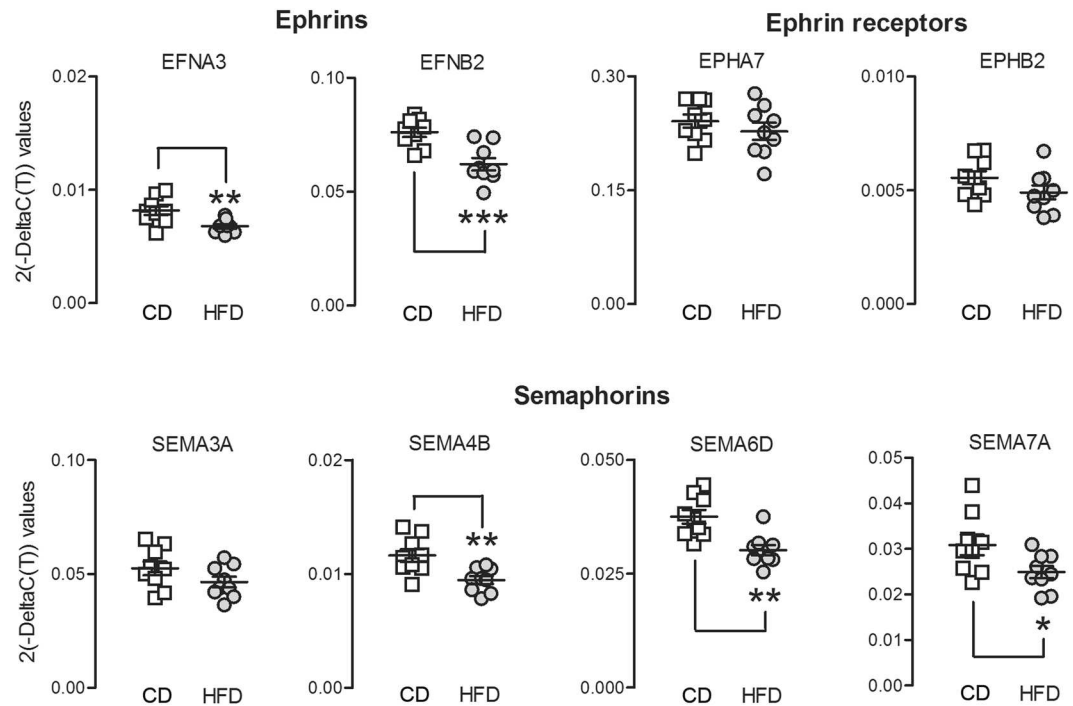 Ephrins
Ephrin receptors
EFNA3
EFNB2
EPHA7
EPHB2
2(-DeltaC(T)) values
0.02
0.01
0.00
**
CD HFD
0.10
0.05
0.00
***
CD HFD
0.30
0.15
0.00
CD HFD
0.010
0.005
0.000
CD HFD
Semaphorins
SEMA3A
SEMA4B
SEMA6D
SEMA7A
2(-DeltaC(T)) values
0.10
0.05
0.00
CD HFD
0.02
0.01
0.00
**
CD HFD
0.050
0.025
0.000
**
CD HFD
0.05
0.04
0.03
0.02
0.01
0.00
*
CD HFD